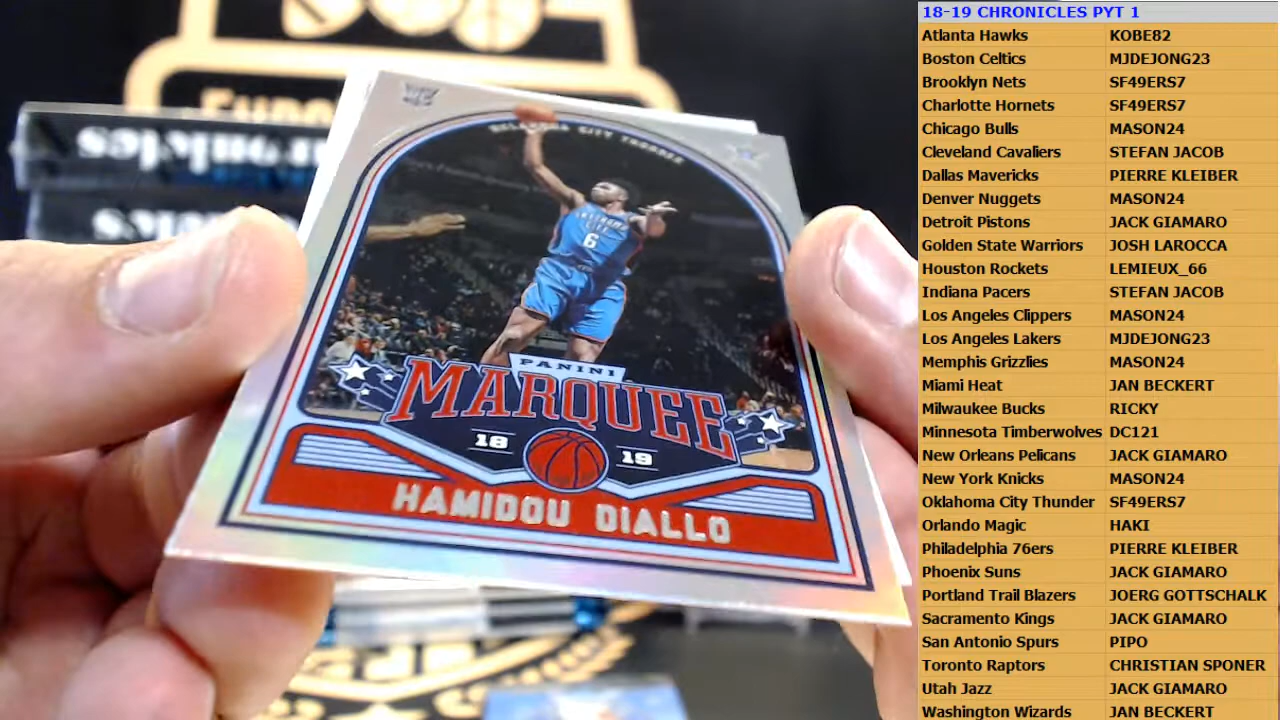 18-19 CHRONICLES PYT 1
Atlanta Hawks KOBE82
Boston Celtics MJDEJONG23
Brooklyn Nets SF49ERS7
Charlotte Hornets SF49ERS7
Chicago Bulls MASON24
Cleveland Cavaliers STEFAN JACOB
Dallas Mavericks PIERRE KLEIBER
Denver Nuggets MASON24
Detroit Pistons JACK GIAMARO
Golden State Warriors JOSH LAROCCA
Houston Rockets LEMIEUX_66
Indiana Pacers STEFAN JACOB
Los Angeles Clippers MASON24
Los Angeles Lakers MJDEJONG23
Memphis Grizzlies MASON24
Miami Heat JAN BECKERT
Milwaukee Bucks RICKY
Minnesota Timberwolves DC121
New Orleans Pelicans JACK GIAMARO
New York Knicks MASON24
Oklahoma City Thunder SF49ERS7
Orlando Magic HAKI
Philadelphia 76ers PIERRE KLEIBER
Phoenix Suns JACK GIAMARO
Portland Trail Blazers JOERG GOTTSCHALK
Sacramento Kings JACK GIAMARO
San Antonio Spurs PIPO
Toronto Raptors CHRISTIAN SPONER
Utah Jazz JACK GIAMARO
Washington Wizards JAN BECKERT
OKLAHOMA CITY THUNDER
6
PANINI
MARQUEE
18 19
HAMIDOU DIALLO